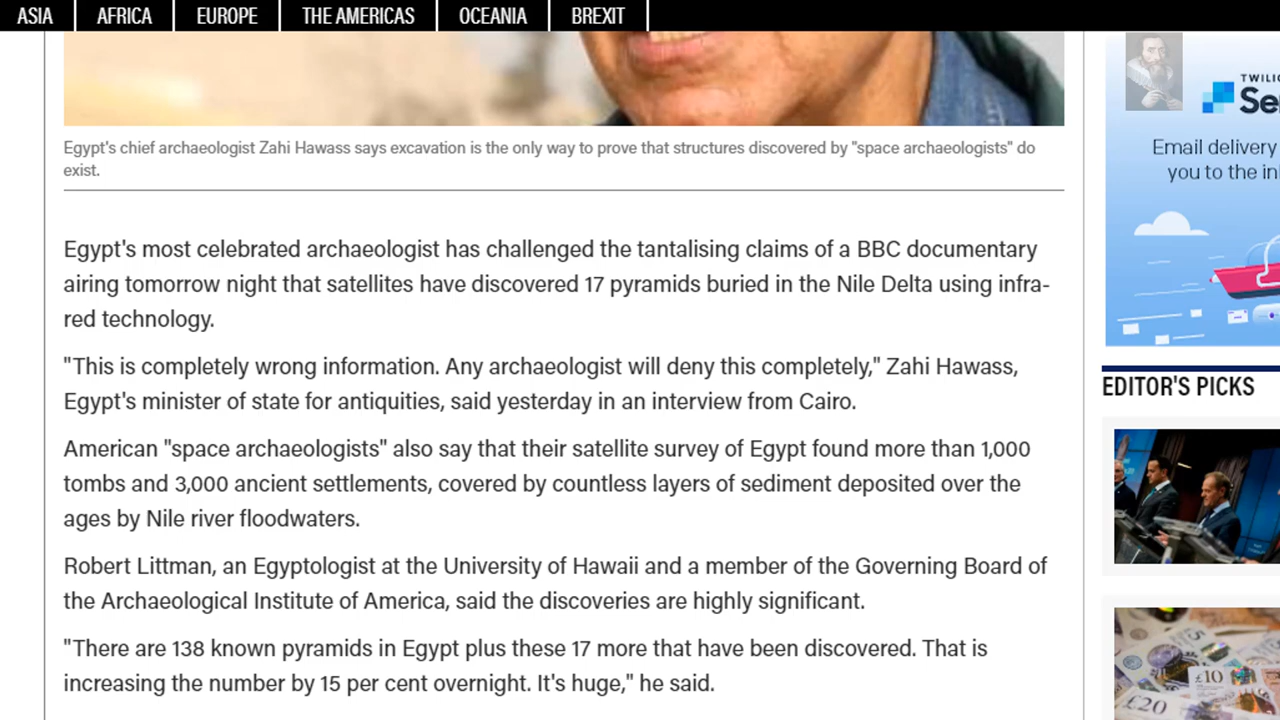 ASIA
AFRICA
EUROPE
THE AMERICAS
OCEANIA
BREXIT
Egypt's chief archaeologist Zahi Hawass says excavation is the only way to prove that structures discovered by "space archaeologists" do
exist.
Egypt's most celebrated archaeologist has challenged the tantalising claims of a BBC documentary
airing tomorrow night that satellites have discovered 17 pyramids buried in the Nile Delta using infra-
red technology.
"This is completely wrong information. Any archaeologist will deny this completely," Zahi Hawass,
Egypt's minister of state for antiquities, said yesterday in an interview from Cairo.
American "space archaeologists" also say that their satellite survey of Egypt found more than 1,000
tombs and 3,000 ancient settlements, covered by countless layers of sediment deposited over the
ages by Nile river floodwaters.
Robert Littman, an Egyptologist at the University of Hawaii and a member of the Governing Board of
the Archaeological Institute of America, said the discoveries are highly significant.
"There are 138 known pyramids in Egypt plus these 17 more that have been discovered. That is
increasing the number by 15 per cent overnight. It's huge," he said.
TWILI
Se
Email delivery
you to the in
EDITOR'S PICKS
£10
£20